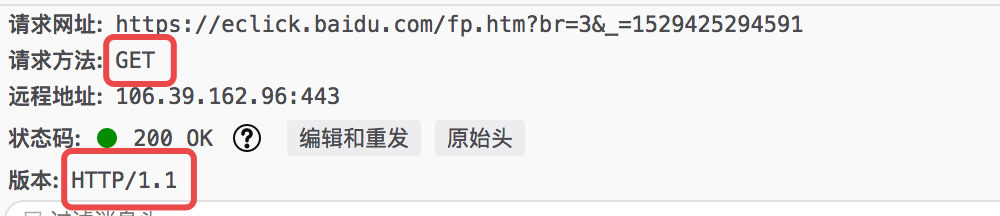 请求网址: https://eclick.baidu.com/fp.htm?br=3&_=1529425294591
请求方法: GET
远程地址: 106.39.162.96:443
状态码: 200 OK ? 编辑和重发 原始头
版本: HTTP/1.1